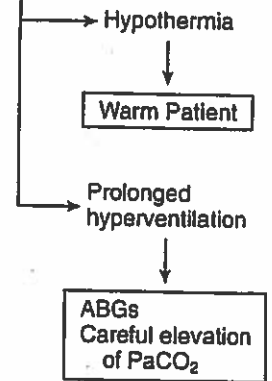 Hypothermia
Warm Patient
Prolonged
hyperventilation
ABGs
Careful elevation
of PaCO₂